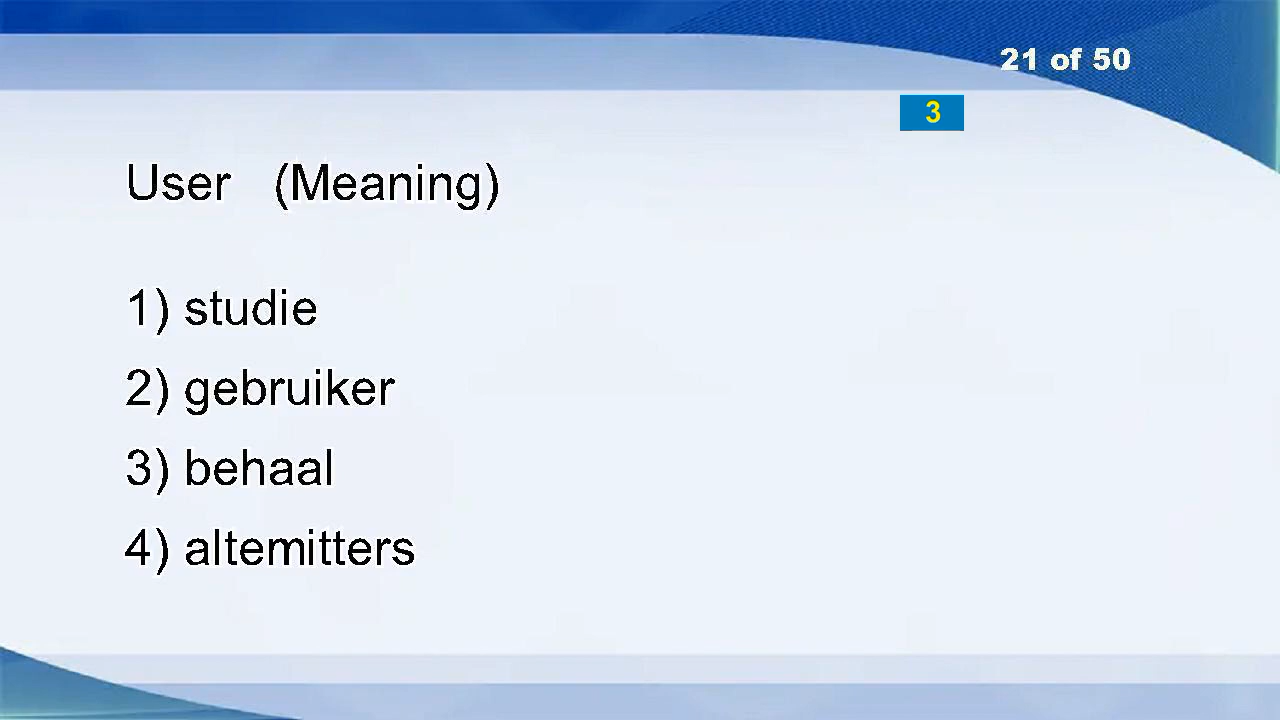 21 of 50
3
User (Meaning)
1) studie
2) gebruiker
3) behaal
4) altemitters